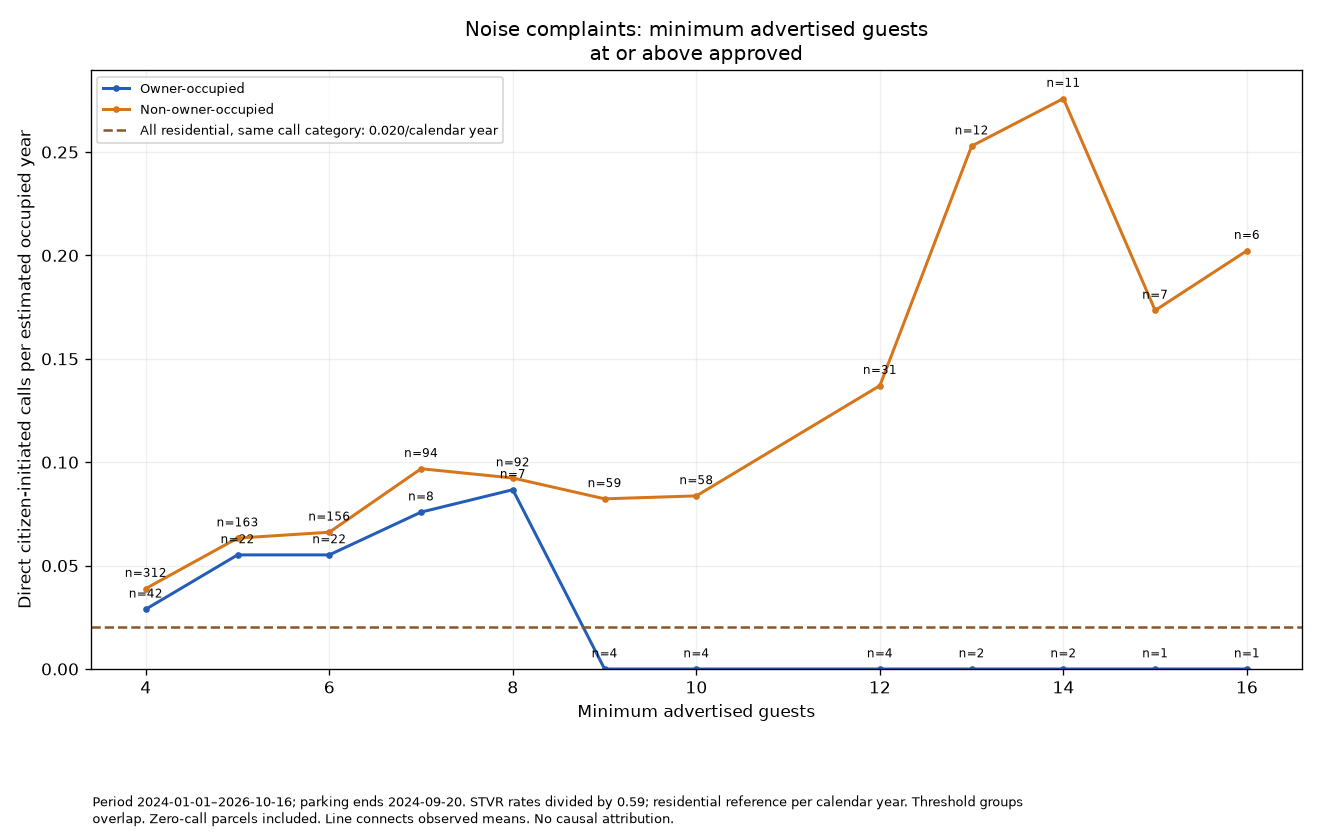 Noise complaints: minimum advertised guests
at or above approved
Owner-occupied
Non-owner-occupied
All residential, same call category: 0.020/calendar year
Direct citizen-initiated calls per estimated occupied year
0.25
0.20
0.15
0.10
0.05
0.00
n=312
n=163
n=156
n=94
n=92
n=59
n=58
n=31
n=12
n=11
n=7
n=6
n=42
n=22
n=22
n=8
n=7
n=4
n=4
n=4
n=2
n=2
n=1
n=1
4
6
8
10
12
14
16
Minimum advertised guests
Period 2024-01-01–2026-10-16; parking ends 2024-09-20. STVR rates divided by 0.59; residential reference per calendar year. Threshold groups
overlap. Zero-call parcels included. Line connects observed means. No causal attribution.